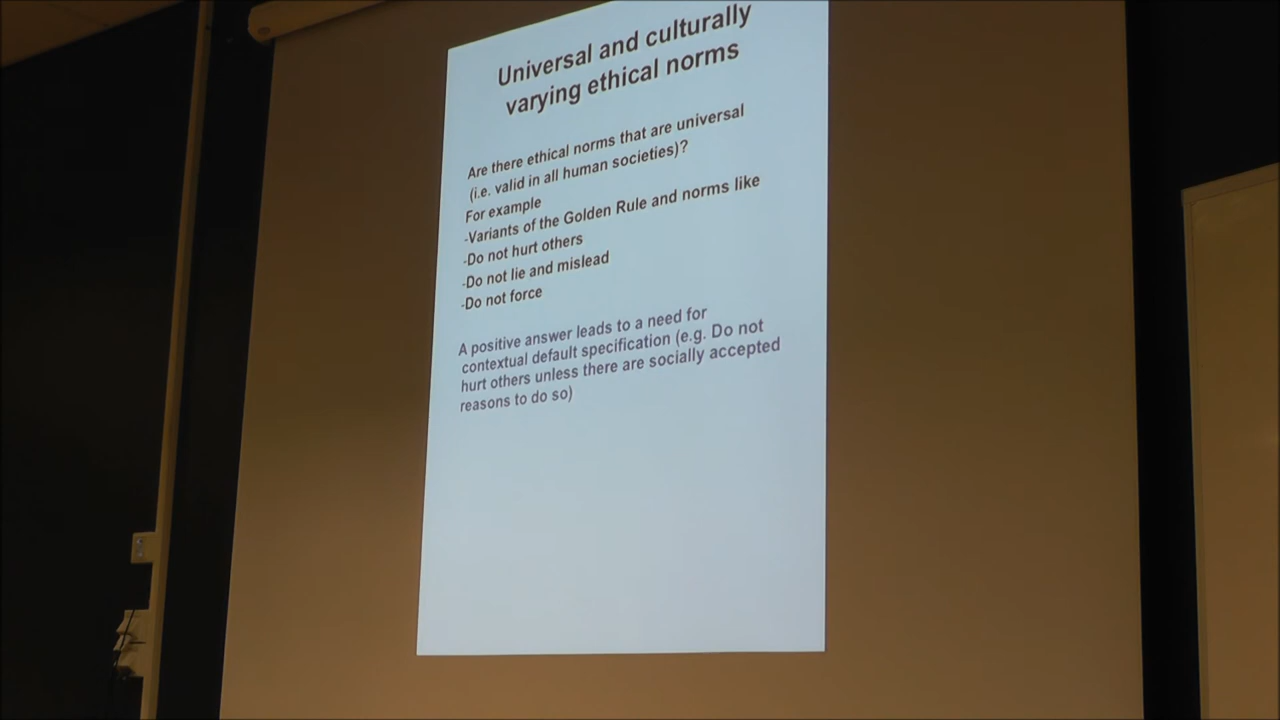 Universal and culturally
varying ethical norms
Are there ethical norms that are universal
(i.e. valid in all human societies)?
For example
-Variants of the Golden Rule and norms like
-Do not hurt others
-Do not lie and mislead
-Do not force
A positive answer leads to a need for
contextual default specification (e.g. Do not
hurt others unless there are socially accepted
reasons to do so)